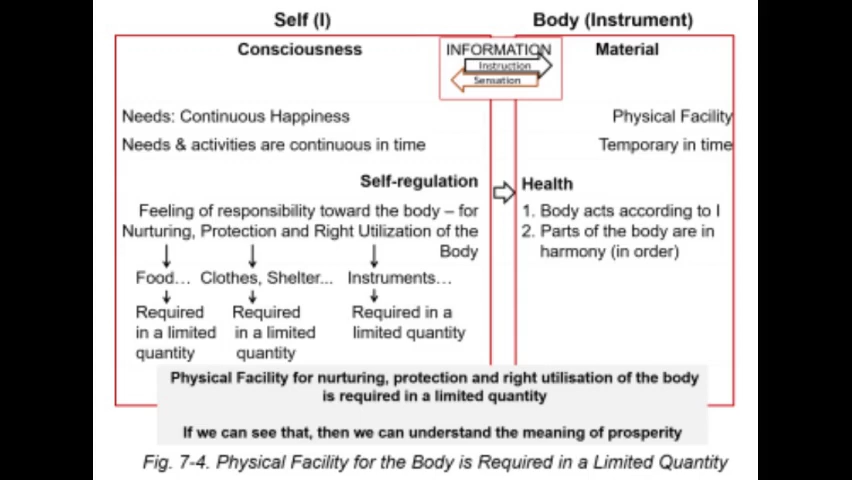 Self (I)
Body (Instrument)
Consciousness
INFORMATION
Instruction
Sensation
Material
Needs: Continuous Happiness
Physical Facility
Needs & activities are continuous in time
Temporary in time
Self-regulation
Health
Feeling of responsibility toward the body – for
Nurturing, Protection and Right Utilization of the
Body
1. Body acts according to I
2. Parts of the body are in
harmony (in order)
Food… Clothes, Shelter... Instruments…
Required
in a limited
quantity
Required
in a limited
quantity
Required in a
limited quantity
Physical Facility for nurturing, protection and right utilisation of the body
is required in a limited quantity
If we can see that, then we can understand the meaning of prosperity
Fig. 7-4. Physical Facility for the Body is Required in a Limited Quantity